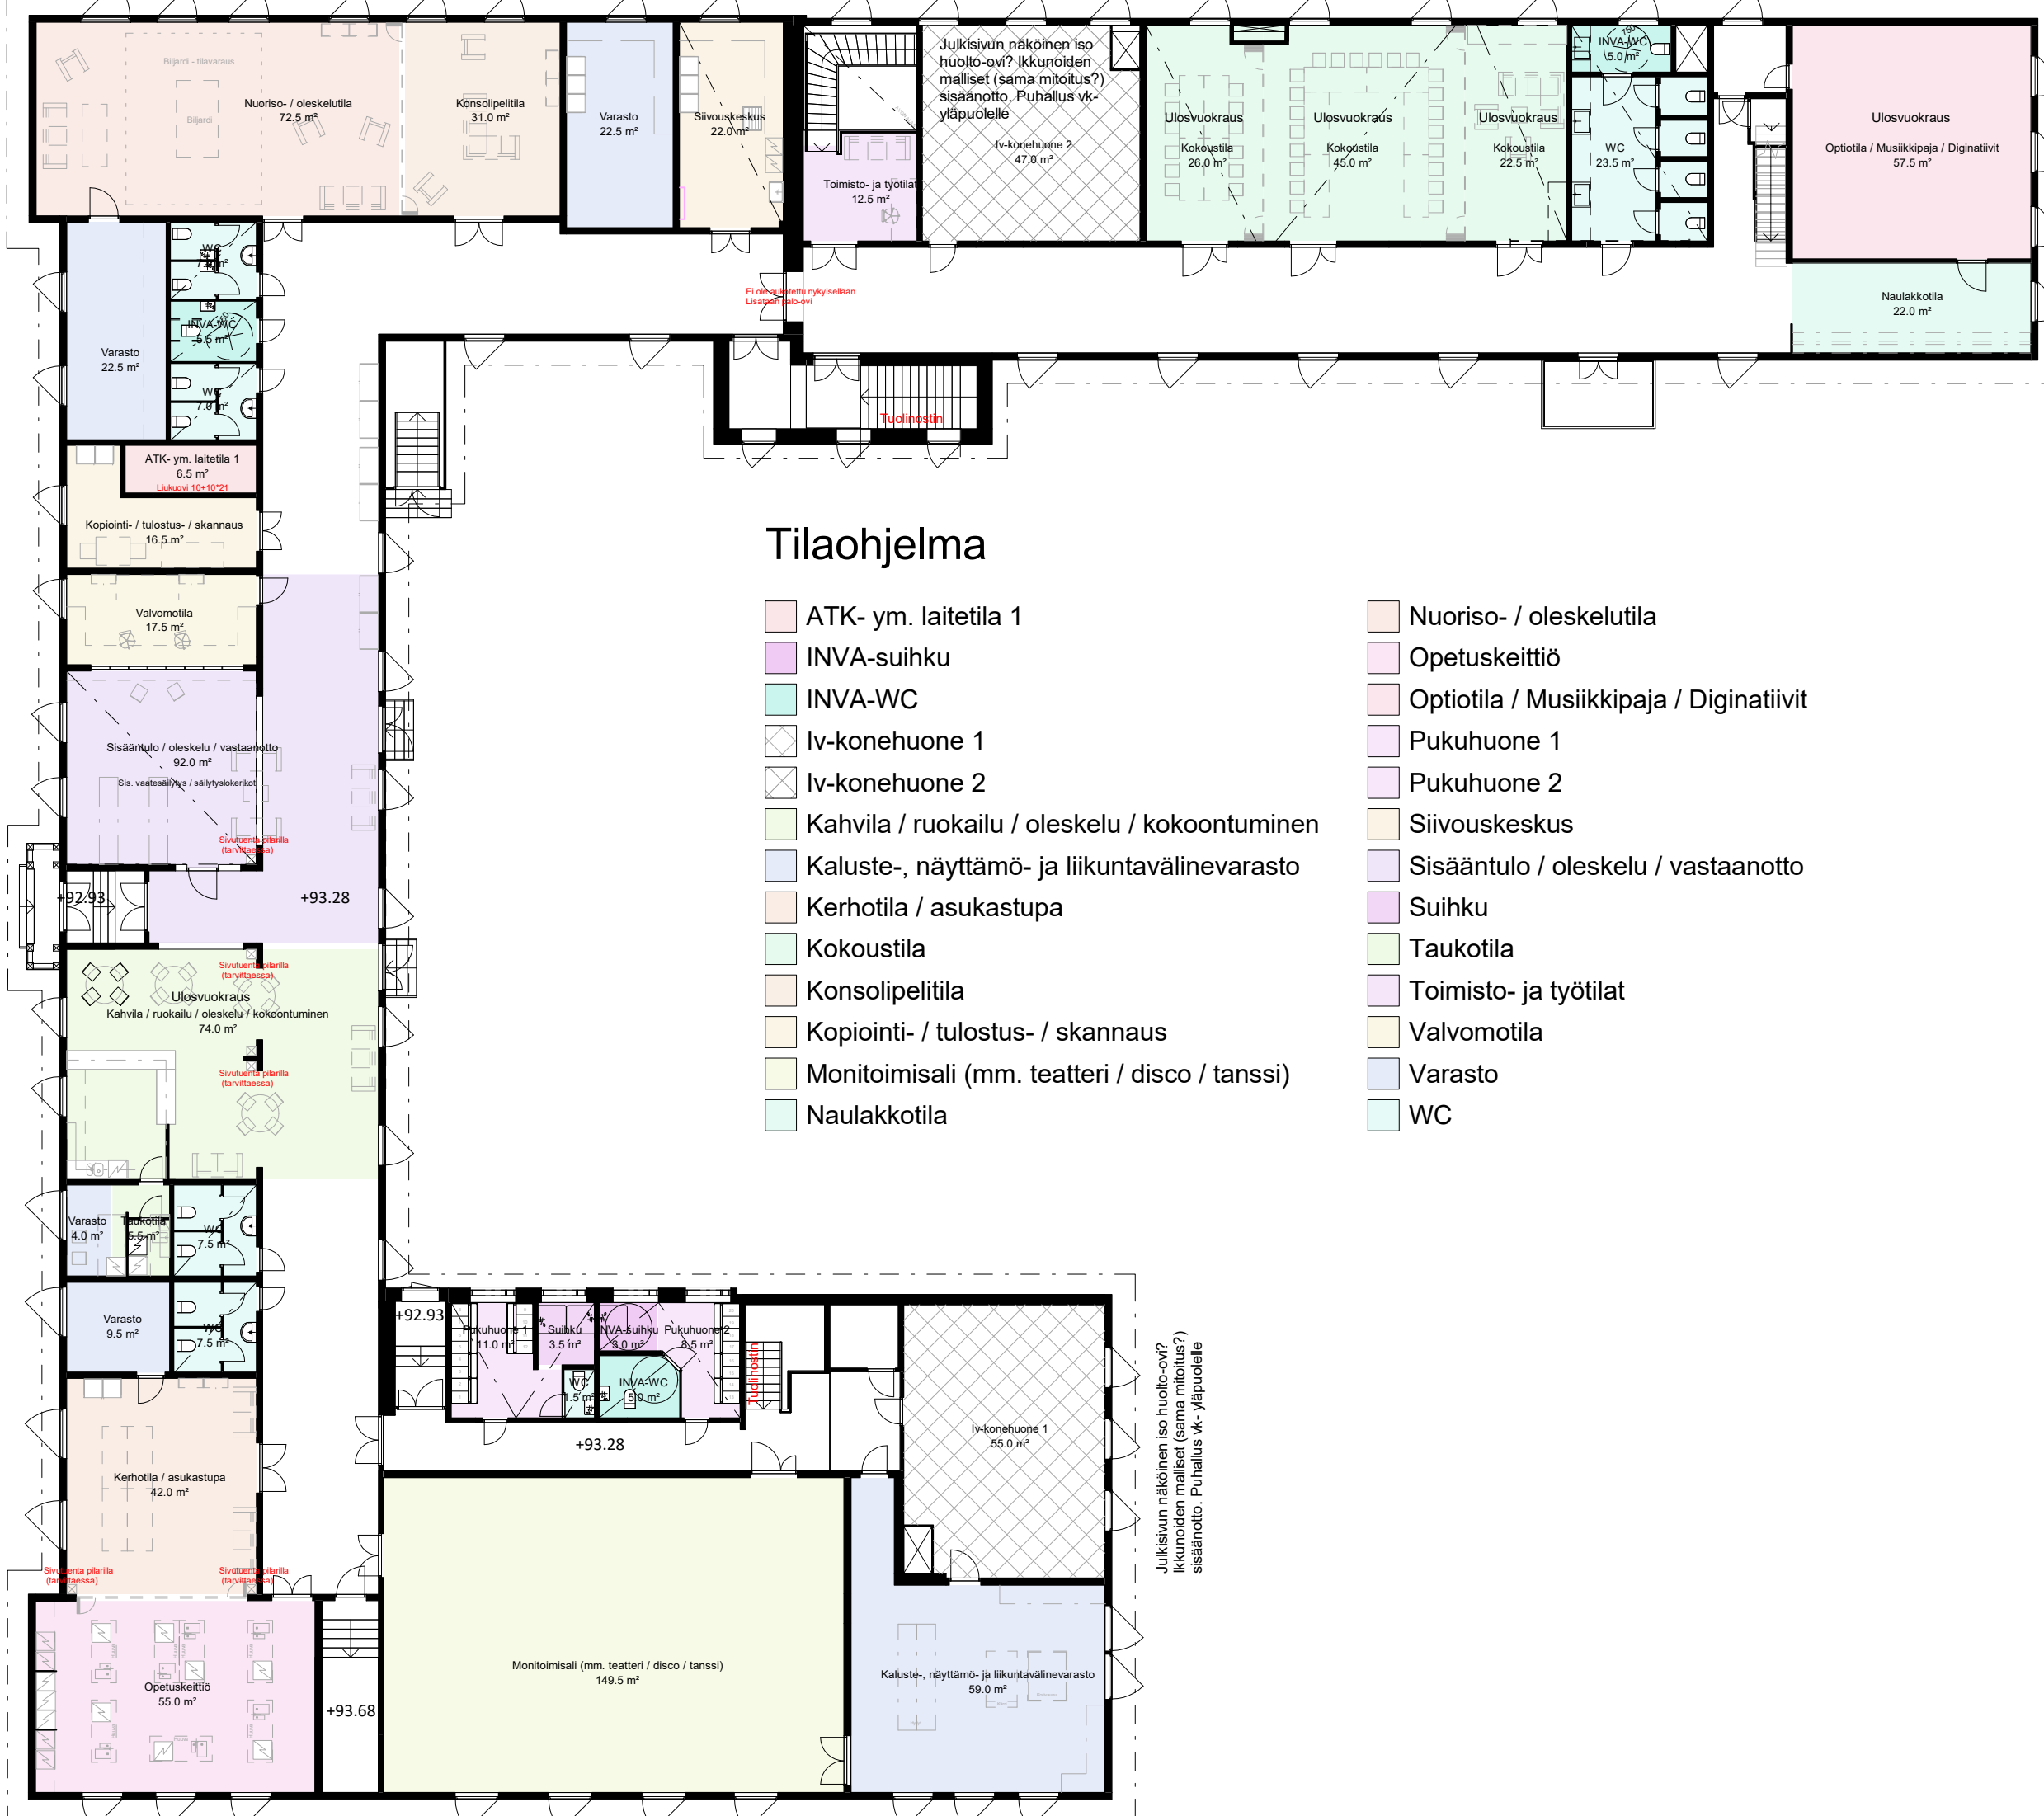 Biljardi - tilavaraus
Biljardi
Nuoriso- / oleskelutila
72.5 m²
Konsolipelitila
31.0 m²
Varasto
22.5 m²
Siivouskeskus
22.0 m²
Toimisto- ja työtilat
12.5 m²
Julkisivun näköinen iso
huolto-ovi? Ikkunoiden
malliset (sama mitoitus?)
sisäänotto. Puhallus vk-
yläpuolelle
Iv-konehuone 2
47.0 m²
Ulosvuokraus
Kokoustila
26.0 m²
Ulosvuokraus
Kokoustila
45.0 m²
Ulosvuokraus
Kokoustila
22.5 m²
INVA-WC
5.0 m²
WC
23.5 m²
Ulosvuokraus
Optiotila / Musiikkipaja / Diginatiivit
57.5 m²
Naulakkotila
22.0 m²
Ei ole aukotettu nykyisellään.
Lisätään palo-ovi
Tuolinostin
WC
Varasto
22.5 m²
INVA-WC
5.5 m²
WC
7.0 m²
ATK- ym. laitetila 1
6.5 m²
Liukuovi 10+10*21
Kopiointi- / tulostus- / skannaus
16.5 m²
Valvomotila
17.5 m²
Sisääntulo / oleskelu / vastaanotto
92.0 m²
Sis. vaatesäilytys / säilytyslokerikot
Sivutuenta pilarilla
(tarvittaessa)
+92.93
+93.28
Sivutuenta pilarilla
(tarvittaessa)
Ulosvuokraus
Kahvila / ruokailu / oleskelu / kokoontuminen
74.0 m²
Sivutuenta pilarilla
(tarvittaessa)
Varasto
4.0 m²
Taukotila
5.5 m²
WC
7.5 m²
Varasto
9.5 m²
WC
7.5 m²
Kerhotila / asukastupa
42.0 m²
Sivutuenta pilarilla
(tarvittaessa)
Sivutuenta pilarilla
(tarvittaessa)
Opetuskeittiö
55.0 m²
+93.68
+92.93
Pukuhuone 1
11.0 m²
Suihku
3.5 m²
INVA-suihku
3.0 m²
Pukuhuone 2
8.5 m²
WC
1.5 m²
INVA-WC
5.0 m²
Tuolinostin
+93.28
Iv-konehuone 1
55.0 m²
Julkisivun näköinen iso huolto-ovi?
Ikkunoiden malliset (sama mitoitus?)
sisäänotto. Puhallus vk- yläpuolelle
Monitoimisali (mm. teatteri / disco / tanssi)
149.5 m²
Kaluste-, näyttämö- ja liikuntavälinevarasto
59.0 m²
Tilaohjelma
ATK- ym. laitetila 1
INVA-suihku
INVA-WC
Iv-konehuone 1
Iv-konehuone 2
Kahvila / ruokailu / oleskelu / kokoontuminen
Kaluste-, näyttämö- ja liikuntavälinevarasto
Kerhotila / asukastupa
Kokoustila
Konsolipelitila
Kopiointi- / tulostus- / skannaus
Monitoimisali (mm. teatteri / disco / tanssi)
Naulakkotila
Nuoriso- / oleskelutila
Opetuskeittiö
Optiotila / Musiikkipaja / Diginatiivit
Pukuhuone 1
Pukuhuone 2
Siivouskeskus
Sisääntulo / oleskelu / vastaanotto
Suihku
Taukotila
Toimisto- ja työtilat
Valvomotila
Varasto
WC